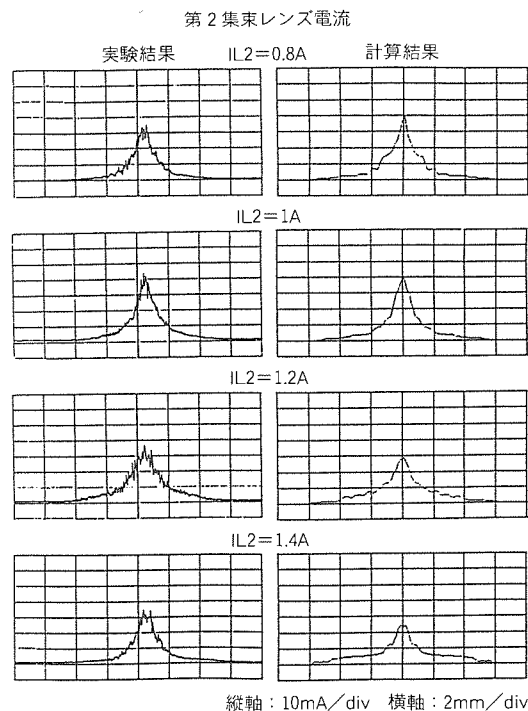 第2集束レンズ電流
実験結果 IL2=0.8A 計算結果
IL2=1A
IL2=1.2A
IL2=1.4A
縦軸：10mA／div 横軸：2mm／div